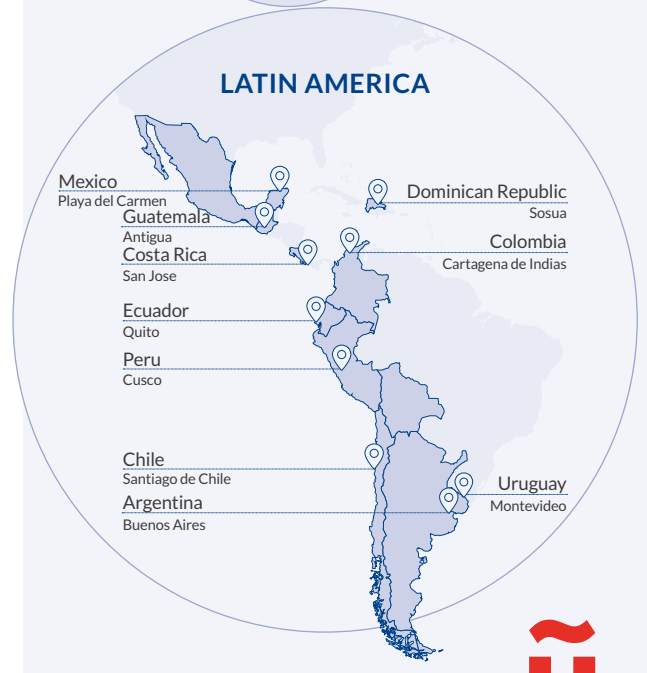 LATIN AMERICA
Mexico
Playa del Carmen
Guatemala
Antigua
Costa Rica
San Jose
Ecuador
Quito
Peru
Cusco
Chile
Santiago de Chile
Argentina
Buenos Aires
Dominican Republic
Sosua
Colombia
Cartagena de Indias
Uruguay
Montevideo